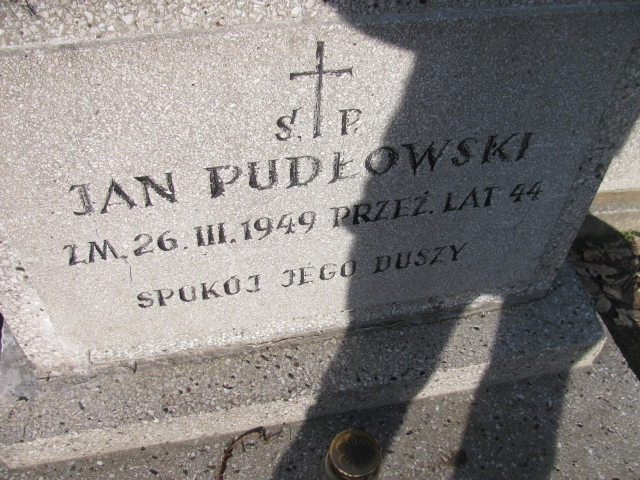 Ś. P.
JAN PUDŁOWSKI
ZM. 26. III. 1949 PRZEŻ. LAT 44
SPOKÓJ JEGO DUSZY